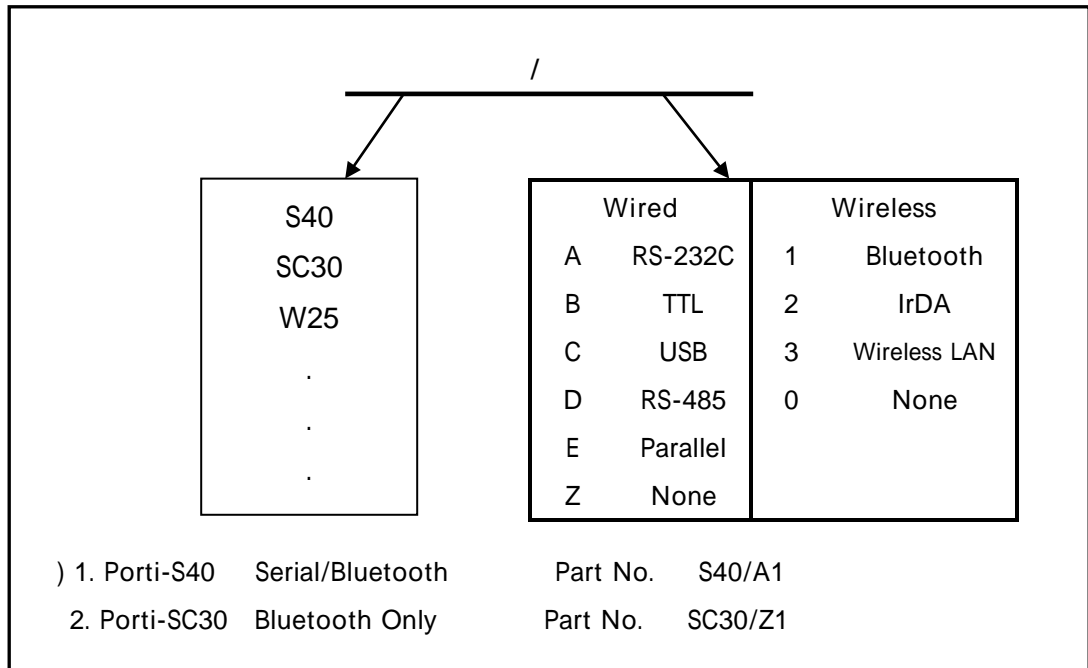 /
S40
SC30
W25
.
.
.
Wired Wireless
A RS-232C 1 Bluetooth
B TTL 2 IrDA
C USB 3 Wireless LAN
D RS-485 0 None
E Parallel
Z None
) 1. Porti-S40 Serial/Bluetooth Part No. S40/A1
2. Porti-SC30 Bluetooth Only Part No. SC30/Z1